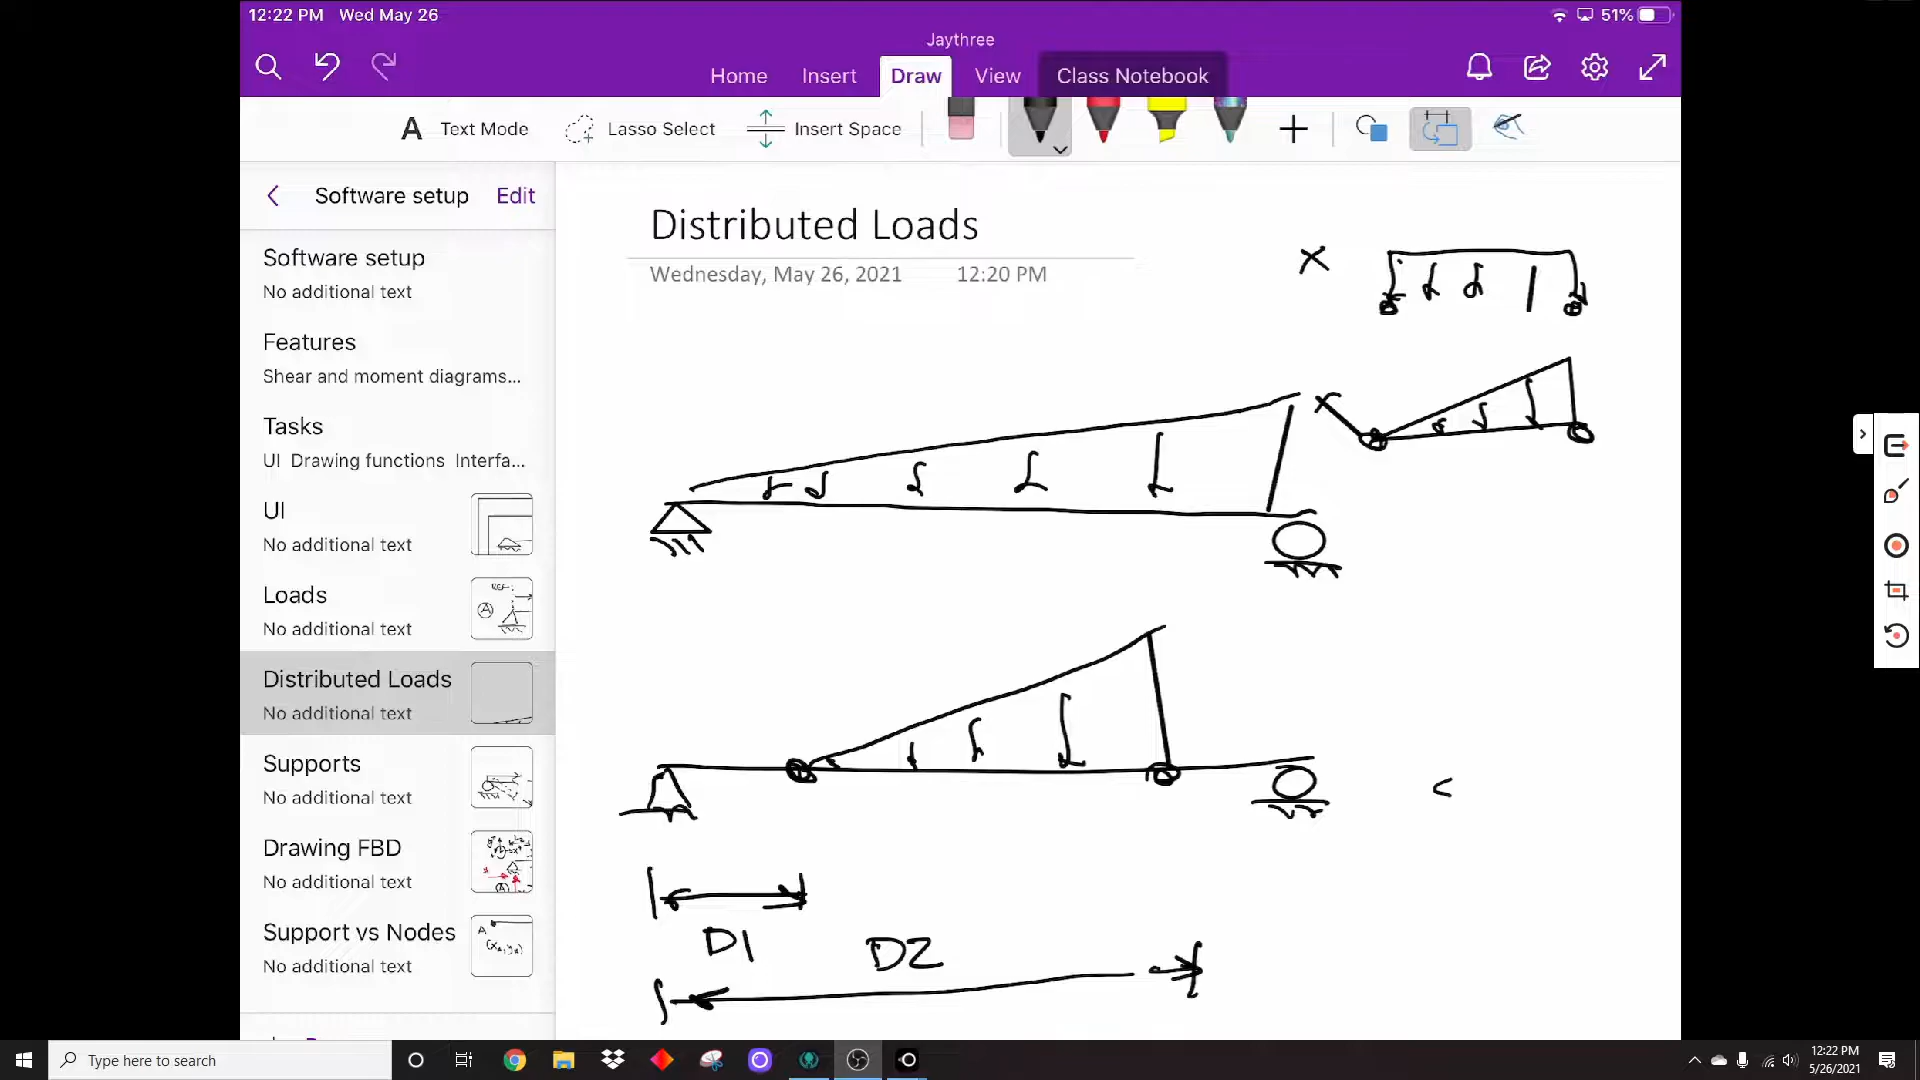 12:22 PM Wed May 26
51%
Jaythree
Home Insert Draw View Class Notebook
Text Mode Lasso Select Insert Space
Software setup Edit
Software setup
No additional text
Features
Shear and moment diagrams...
Tasks
UI Drawing functions Interfa...
UI
No additional text
Loads
No additional text
Distributed Loads
No additional text
Supports
No additional text
Drawing FBD
No additional text
Support vs Nodes
No additional text
Distributed Loads
Wednesday, May 26, 2021 12:20 PM
D1
D2
Type here to search
12:22 PM
5/26/2021